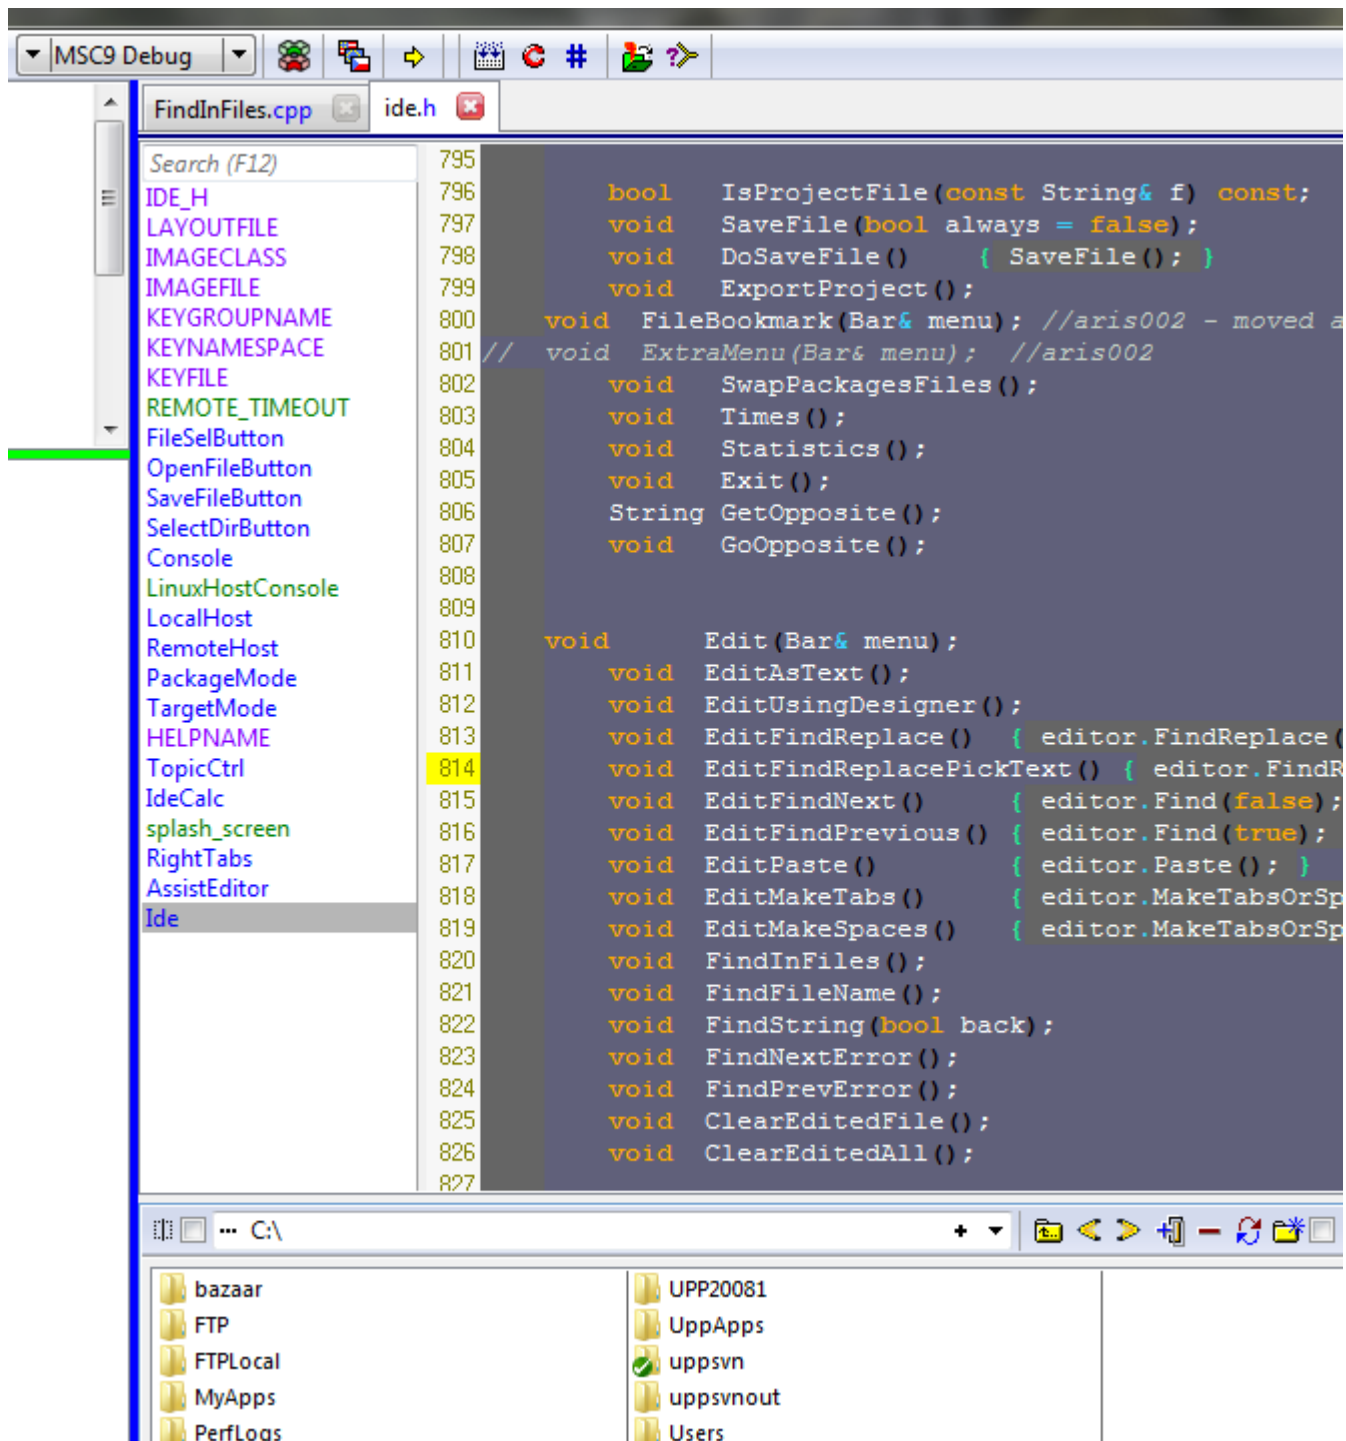 MSC9 Debug
FindInFiles.cpp ide.h
Search (F12)
IDE_H
LAYOUTFILE
IMAGECLASS
IMAGEFILE
KEYGROUPNAME
KEYNAMESPACE
KEYFILE
REMOTE_TIMEOUT
FileSelButton
OpenFileButton
SaveFileButton
SelectDirButton
Console
LinuxHostConsole
LocalHost
RemoteHost
PackageMode
TargetMode
HELPNAME
TopicCtrl
IdeCalc
splash_screen
RightTabs
AssistEditor
Ide
795
796 bool IsProjectFile(const String& f) const;
797 void SaveFile(bool always = false);
798 void DoSaveFile() { SaveFile(); }
799 void ExportProject();
800 void FileBookmark(Bar& menu); //aris002 - moved a
801 // void ExtraMenu(Bar& menu); //aris002
802 void SwapPackagesFiles();
803 void Times();
804 void Statistics();
805 void Exit();
806 String GetOpposite();
807 void GoOpposite();
808
809
810 void Edit(Bar& menu);
811 void EditAsText();
812 void EditUsingDesigner();
813 void EditFindReplace() { editor.FindReplace(
814 void EditFindReplacePickText() { editor.FindR
815 void EditFindNext() { editor.Find(false);
816 void EditFindPrevious() { editor.Find(true);
817 void EditPaste() { editor.Paste(); }
818 void EditMakeTabs() { editor.MakeTabsOrSp
819 void EditMakeSpaces() { editor.MakeTabsOrSp
820 void FindInFiles();
821 void FindFileName();
822 void FindString(bool back);
823 void FindNextError();
824 void FindPrevError();
825 void ClearEditedFile();
826 void ClearEditedAll();
827
C:\
bazaar
FTP
FTPLocal
MyApps
PerfLogs
UPP20081
UppApps
uppsvn
uppsvnout
Users